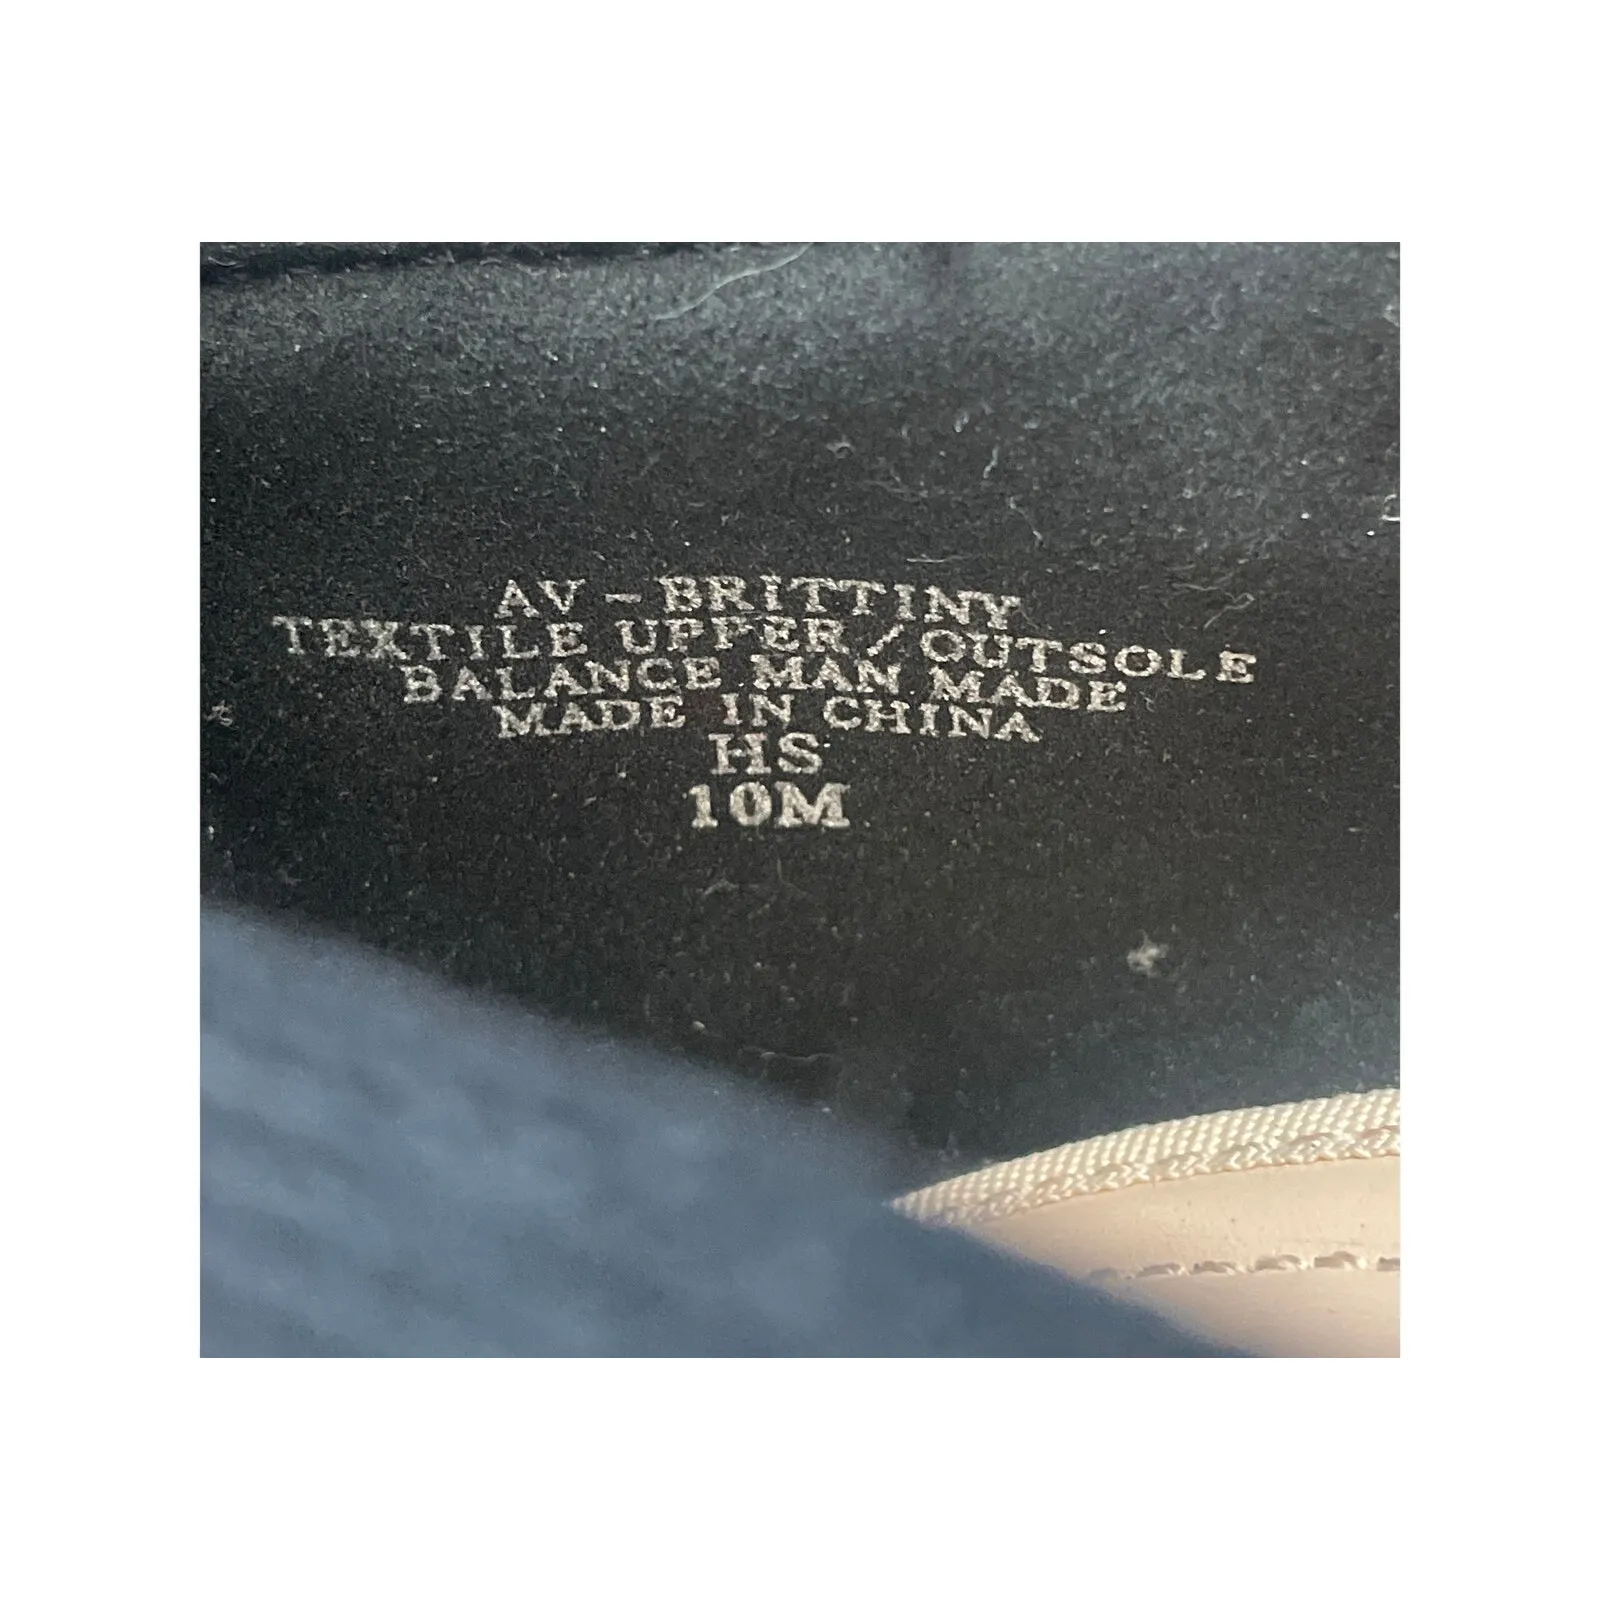 AV - BRITTINY
TEXTILE UPPER / OUTSOLE
BALANCE MAN MADE
MADE IN CHINA
HS
10M